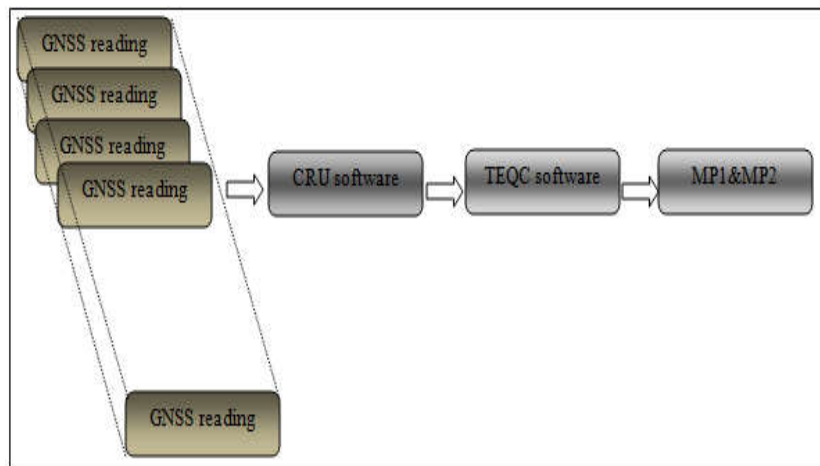 GNSS reading
GNSS reading
GNSS reading
GNSS reading
CRU software
TEQC software
MP1&MP2
GNSS reading